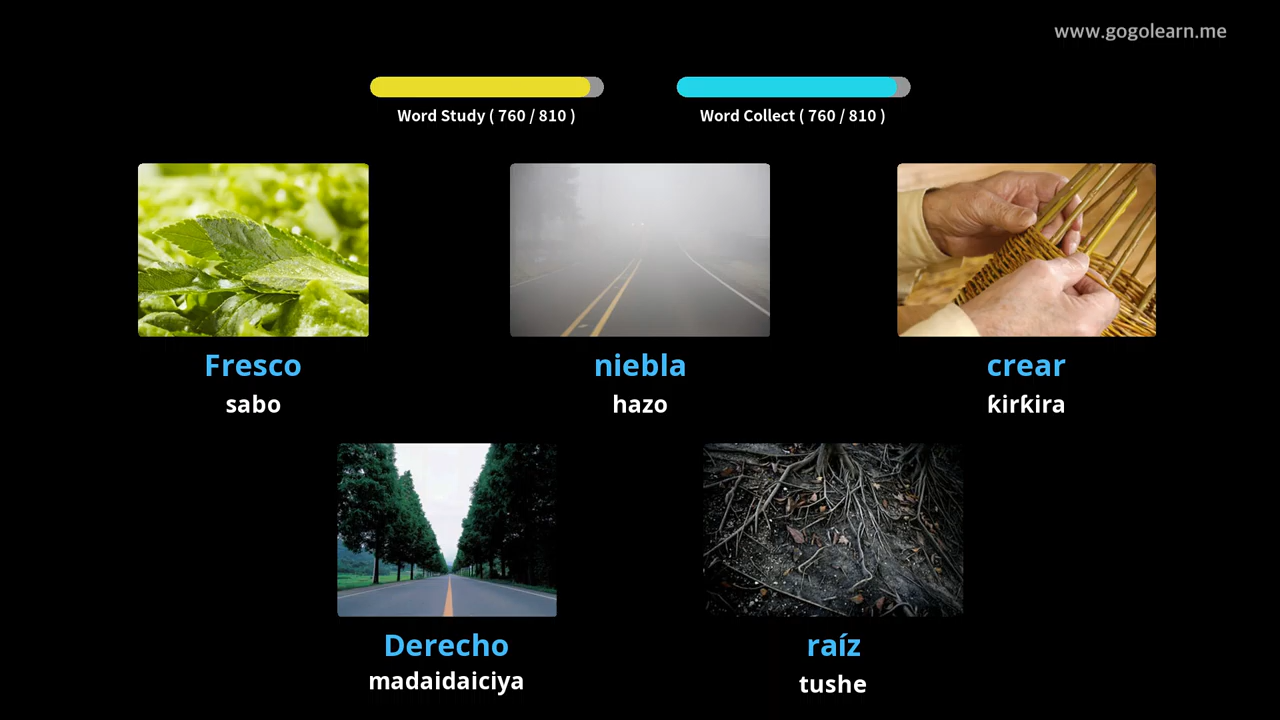 www.gogolearn.me
Word Study ( 760 / 810 )
Word Collect ( 760 / 810 )
Fresco
sabo
niebla
hazo
crear
ƙirƙira
Derecho
madaidaiciya
raíz
tushe